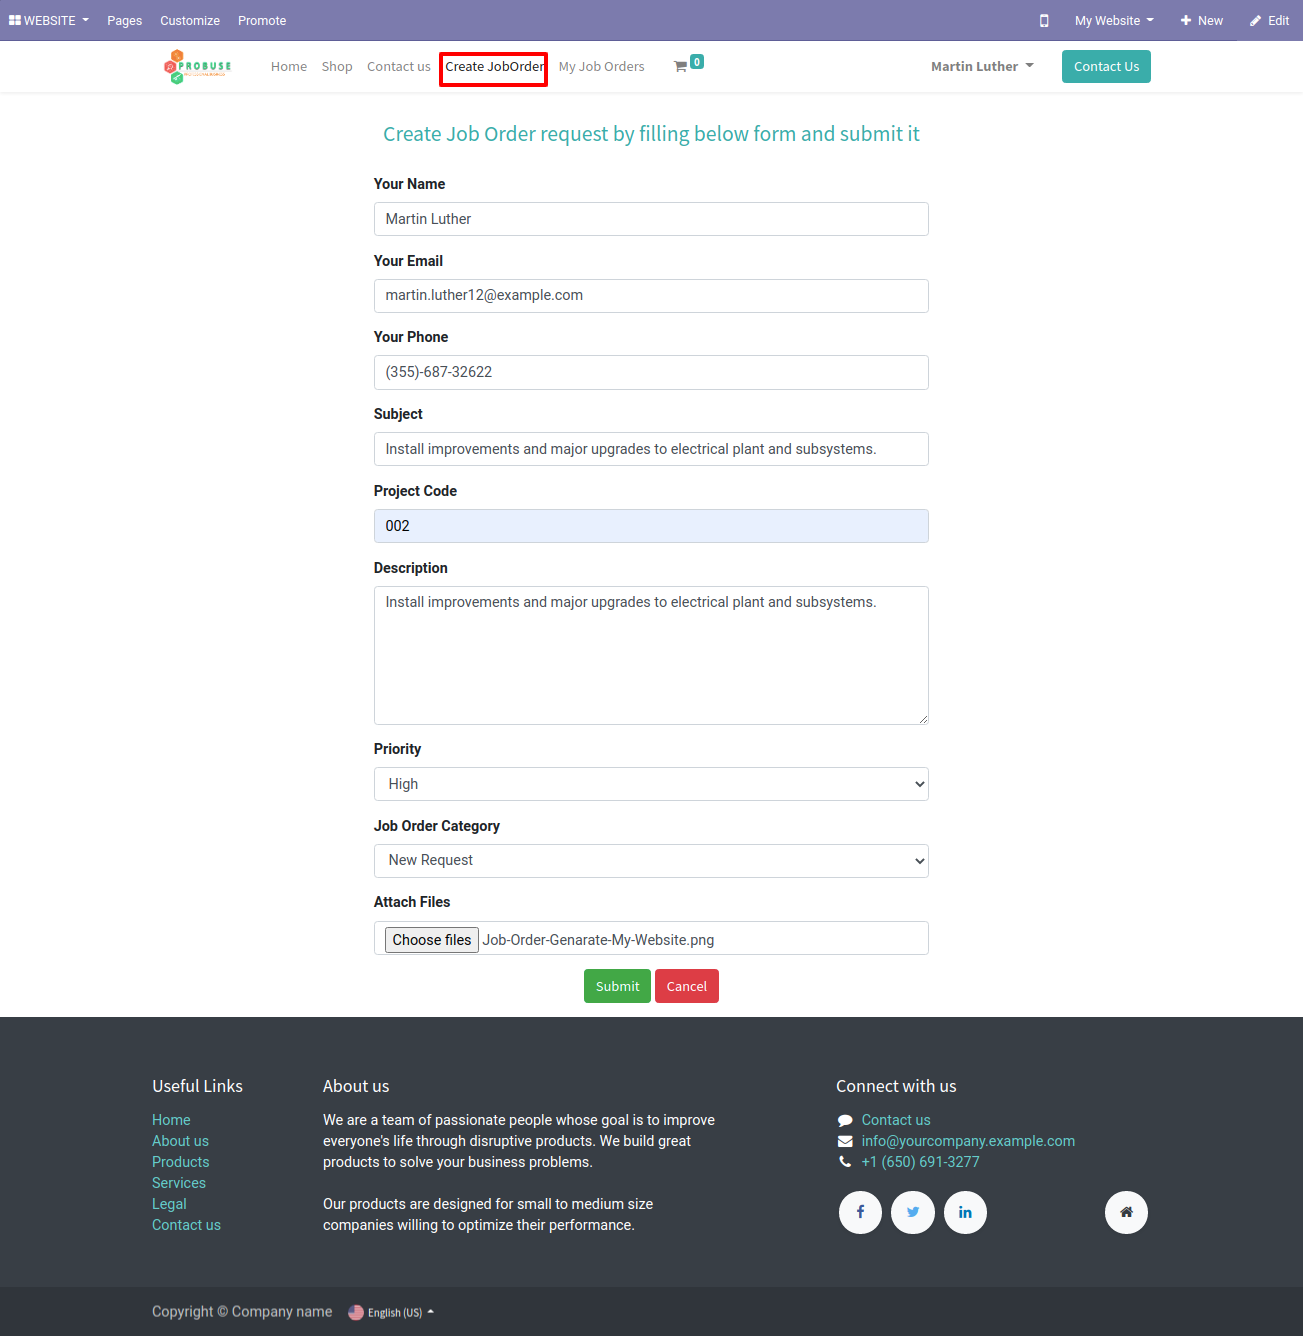 WEBSITE Pages Customize Promote My Website New Edit
PROBUSE Home Shop Contact us Create JobOrder My Job Orders 0 Martin Luther Contact Us
Create Job Order request by filling below form and submit it
Your Name
Martin Luther
Your Email
martin.luther12@example.com
Your Phone
(355)-687-32622
Subject
Install improvements and major upgrades to electrical plant and subsystems.
Project Code
002
Description
Install improvements and major upgrades to electrical plant and subsystems.
Priority
High
Job Order Category
New Request
Attach Files
Choose files Job-Order-Genarate-My-Website.png
Submit Cancel
Useful Links
Home
About us
Products
Services
Legal
Contact us
About us
We are a team of passionate people whose goal is to improve
everyone's life through disruptive products. We build great
products to solve your business problems.
Our products are designed for small to medium size
companies willing to optimize their performance.
Connect with us
Contact us
info@yourcompany.example.com
+1 (650) 691-3277
Copyright © Company name English (US)